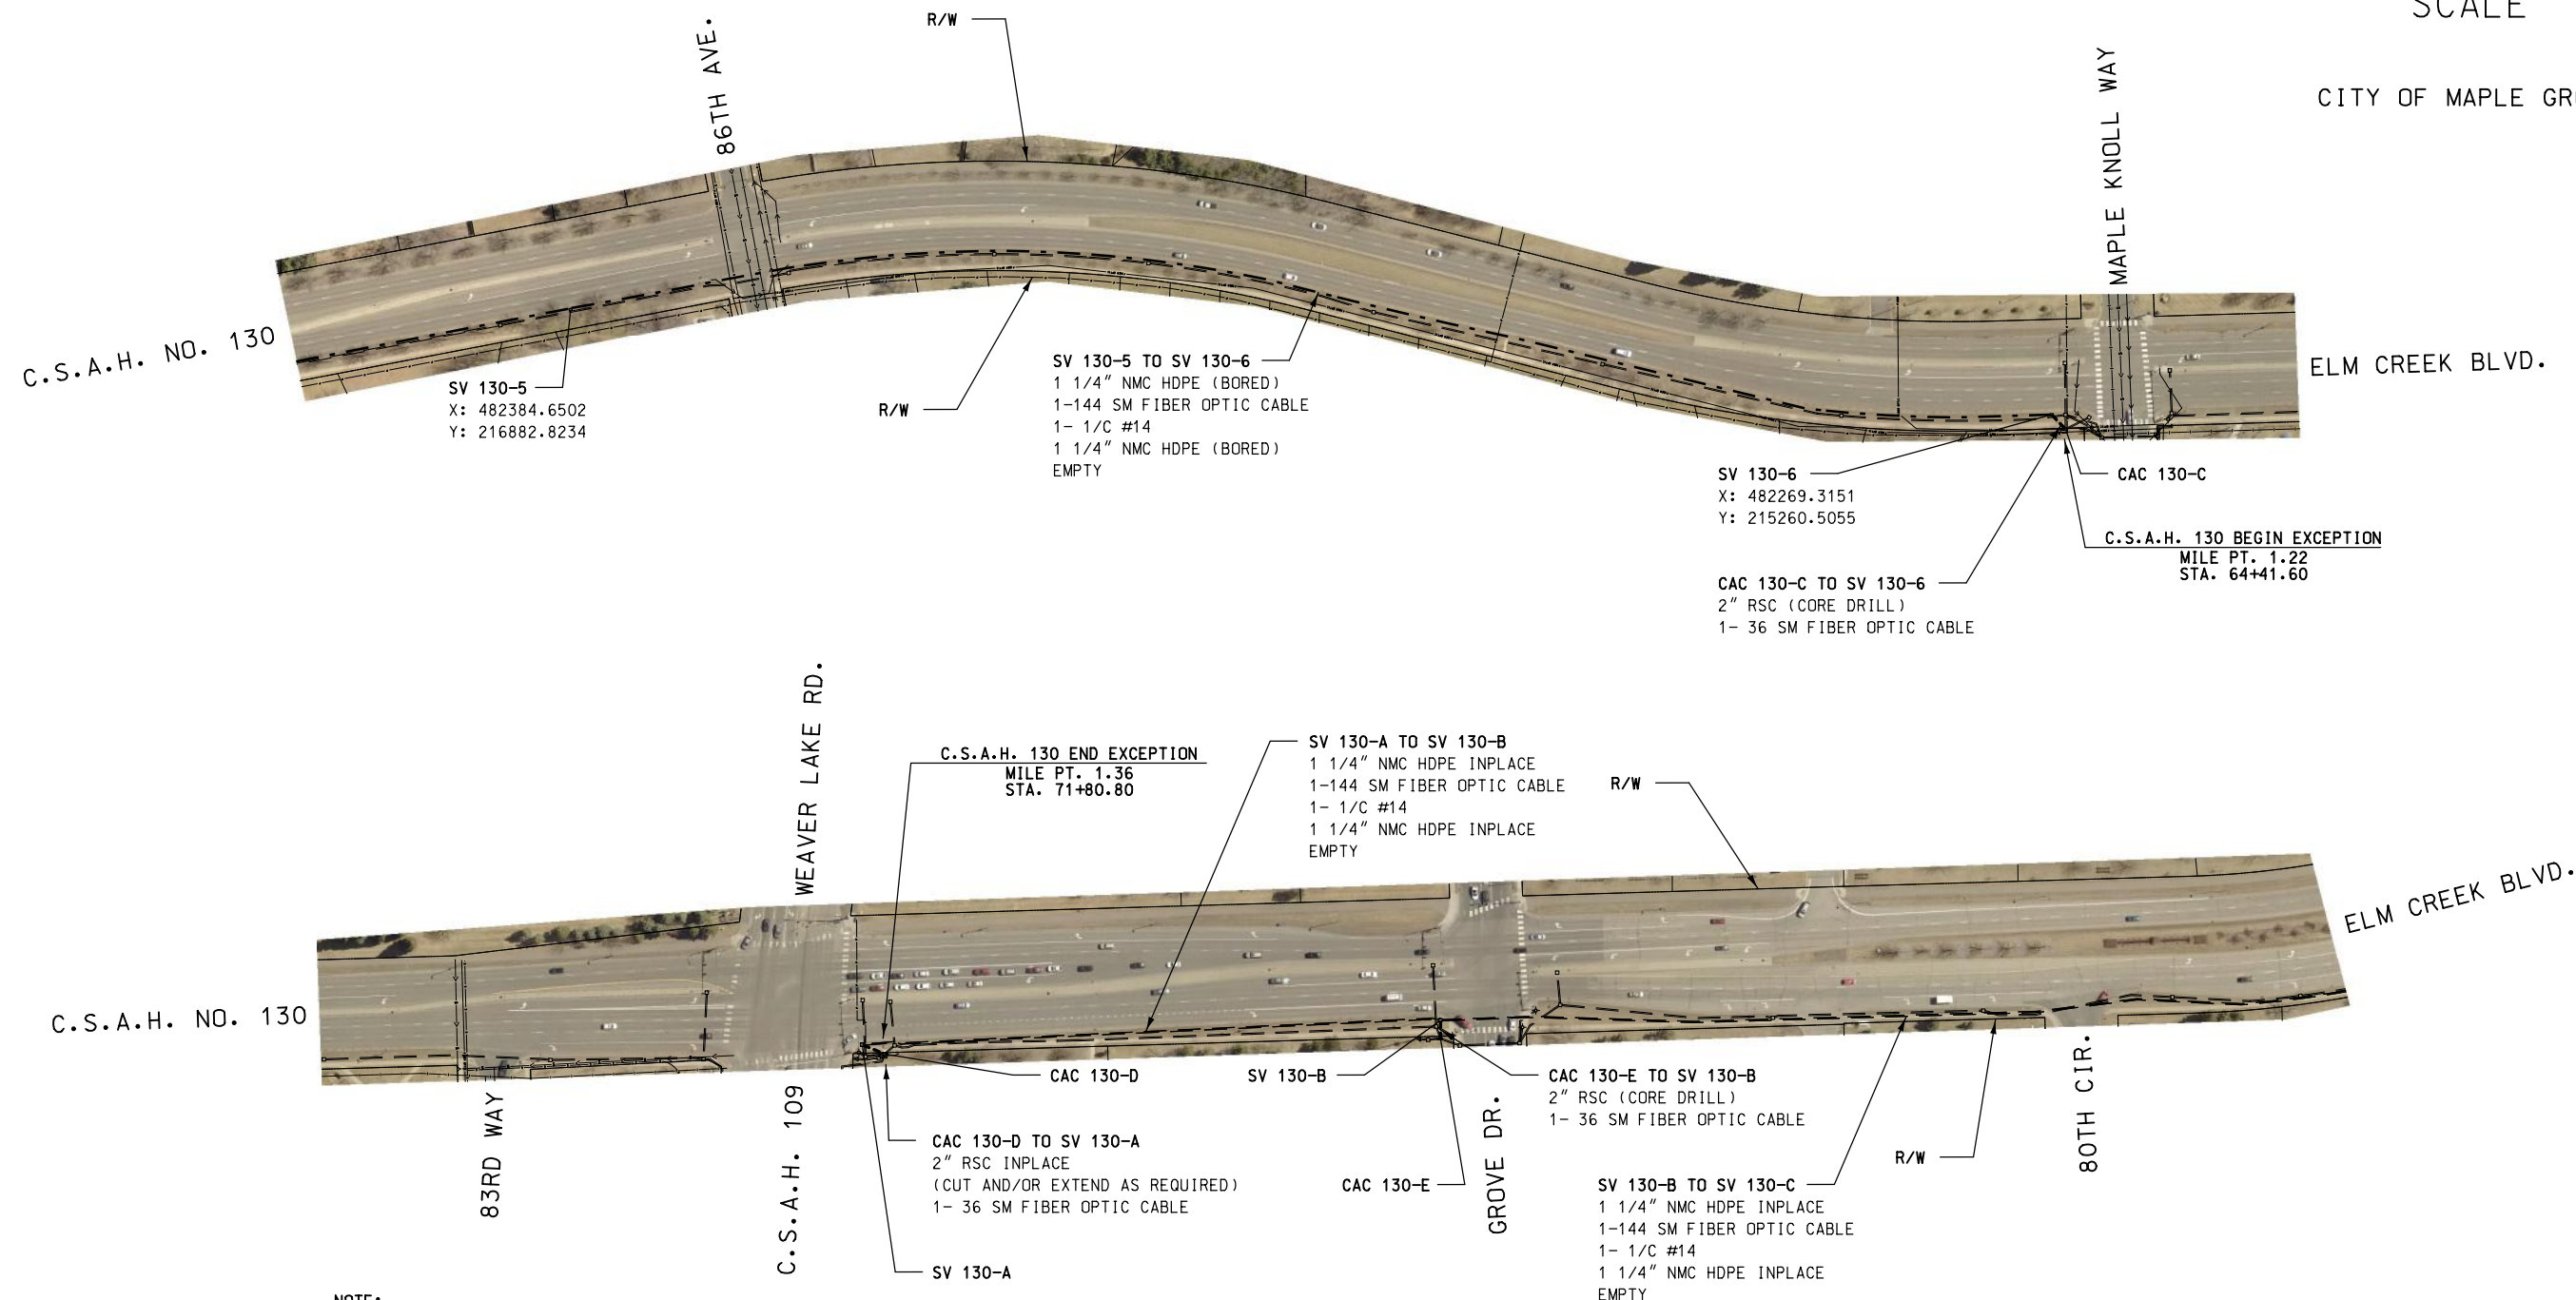 SCALE
CITY OF MAPLE GR
R/W
86TH AVE.
MAPLE KNOLL WAY
C.S.A.H. NO. 130
ELM CREEK BLVD.
SV 130-5
X: 482384.6502
Y: 216882.8234
R/W
SV 130-5 TO SV 130-6
1 1/4" NMC HDPE (BORED)
1-144 SM FIBER OPTIC CABLE
1- 1/C #14
1 1/4" NMC HDPE (BORED)
EMPTY
SV 130-6
X: 482269.3151
Y: 215260.5055
CAC 130-C
C.S.A.H. 130 BEGIN EXCEPTION
MILE PT. 1.22
STA. 64+41.60
CAC 130-C TO SV 130-6
2" RSC (CORE DRILL)
1- 36 SM FIBER OPTIC CABLE
WEAVER LAKE RD.
C.S.A.H. 130 END EXCEPTION
MILE PT. 1.36
STA. 71+80.80
SV 130-A TO SV 130-B
1 1/4" NMC HDPE INPLACE
1-144 SM FIBER OPTIC CABLE
1- 1/C #14
1 1/4" NMC HDPE INPLACE
EMPTY
R/W
ELM CREEK BLVD.
C.S.A.H. NO. 130
83RD WAY
C.S.A.H. 109
CAC 130-D
SV 130-B
CAC 130-E TO SV 130-B
2" RSC (CORE DRILL)
1- 36 SM FIBER OPTIC CABLE
CAC 130-D TO SV 130-A
2" RSC INPLACE
(CUT AND/OR EXTEND AS REQUIRED)
1- 36 SM FIBER OPTIC CABLE
CAC 130-E
GROVE DR.
R/W
80TH CIR.
SV 130-B TO SV 130-C
1 1/4" NMC HDPE INPLACE
1-144 SM FIBER OPTIC CABLE
1- 1/C #14
1 1/4" NMC HDPE INPLACE
EMPTY
SV 130-A
NOTE: